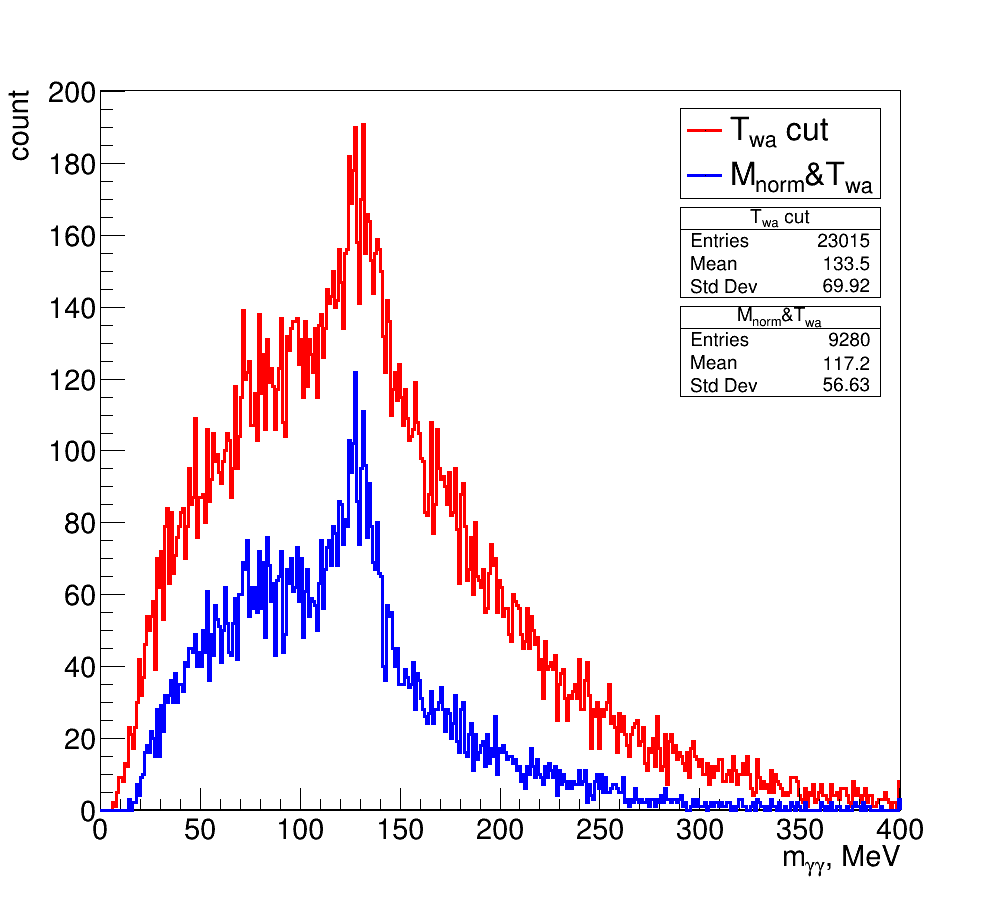 count
200
180
160
140
120
100
80
60
40
20
0
0 50 100 150 200 250 300 350 400
m_γγ, MeV
T_wa cut
M_norm&T_wa
T_wa cut
Entries 23015
Mean 133.5
Std Dev 69.92
M_norm&T_wa
Entries 9280
Mean 117.2
Std Dev 56.63